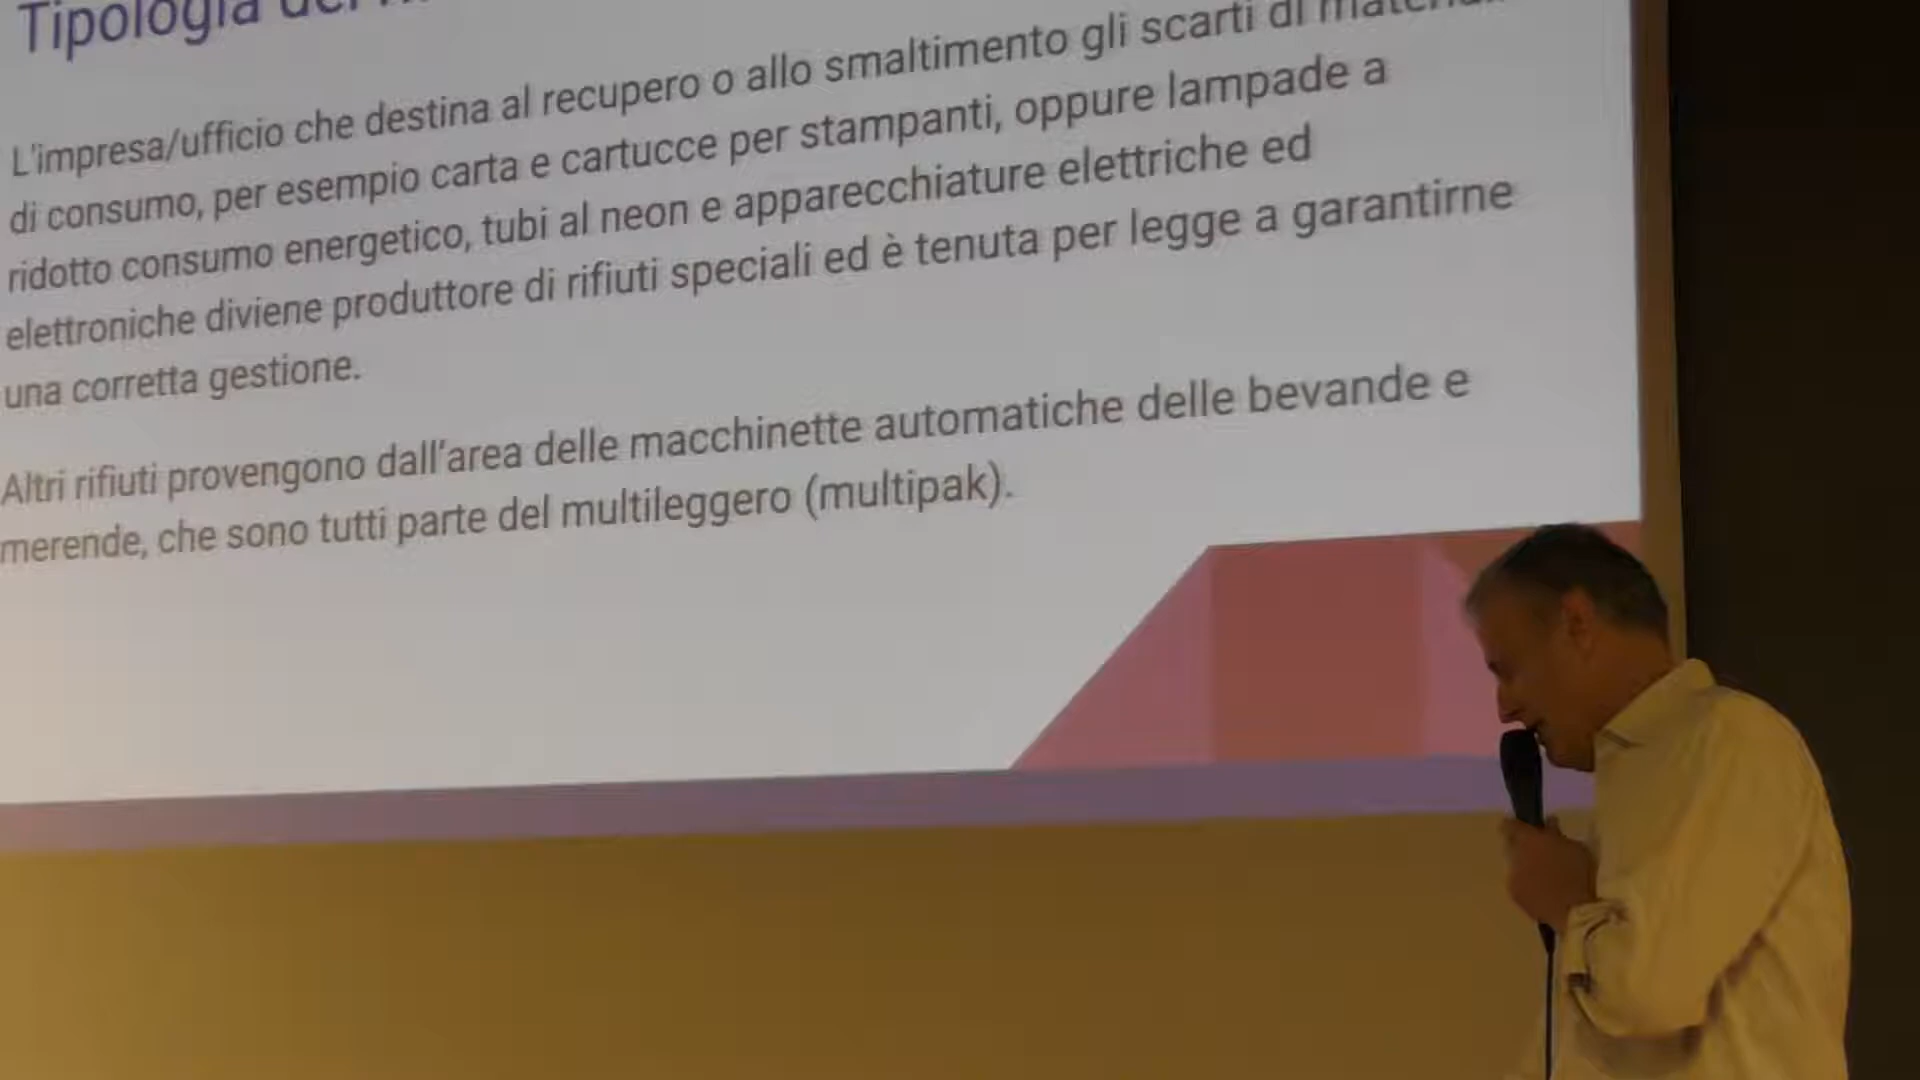 Tipologia dei
L'impresa/ufficio che destina al recupero o allo smaltimento gli scarti di
di consumo, per esempio carta e cartucce per stampanti, oppure lampade a
ridotto consumo energetico, tubi al neon e apparecchiature elettriche ed
elettroniche diviene produttore di rifiuti speciali ed è tenuta per legge a garantirne
una corretta gestione.
Altri rifiuti provengono dall'area delle macchinette automatiche delle bevande e
merende, che sono tutti parte del multileggero (multipak).